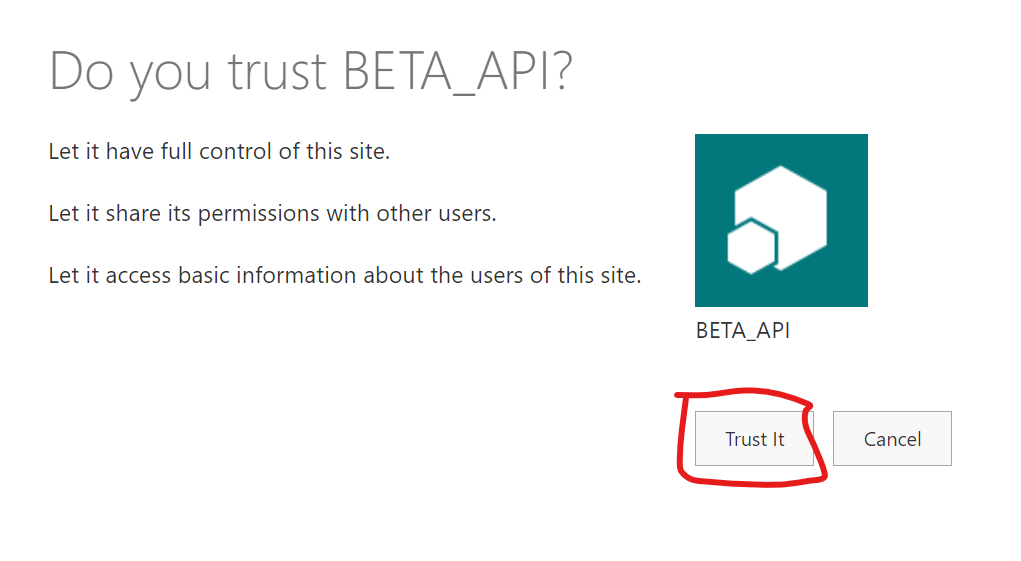 Do you trust BETA_API?
Let it have full control of this site.
Let it share its permissions with other users.
Let it access basic information about the users of this site.
BETA_API
Trust It
Cancel